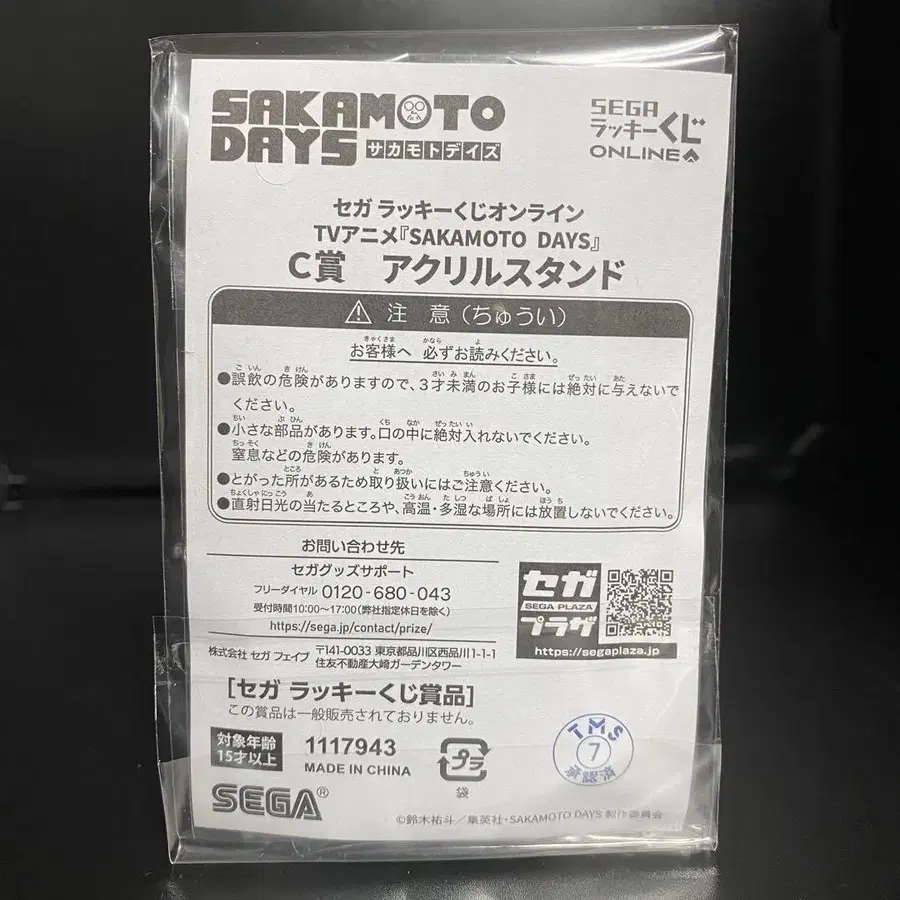 SAKAMOTO
DAYS サカモトデイズ
SEGA
ラッキーくじ
ONLINE
セガ ラッキーくじオンライン
TVアニメ『SAKAMOTO DAYS』
C賞 アクリルスタンド
注 意(ちゅうい)
お客様へ 必ずお読みください。
●誤飲の危険がありますので、3才未満のお子様には絶対に与えないで
ください。
●小さな部品があります。口の中に絶対入れないでください。
窒息などの危険があります。
●とがった所があるため取り扱いにはご注意ください。
●直射日光の当たるところや、高温・多湿な場所には放置しないでください。
お問い合わせ先
セガグッズサポート
フリーダイヤル 0120-680-043
受付時間10:00～17:00(弊社指定休日を除く)
https://sega.jp/contact/prize/
セガ
SEGA PLAZA
プラザ
https://segaplaza.jp
株式会社 セガ フェイブ 〒141-0033 東京都品川区西品川1-1-1
住友不動産大崎ガーデンタワー
[セガ ラッキーくじ賞品]
この賞品は一般販売されておりません。
対象年齢
15才以上
1117943
MADE IN CHINA
プラ
袋
TMS
7
承認済
SEGA®
©鈴木祐斗／集英社・SAKAMOTO DAYS 製作委員会